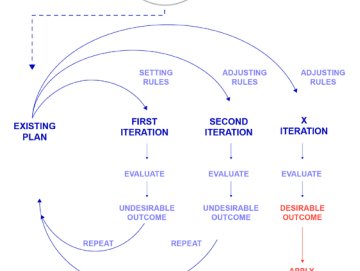 SETTING
RULES
ADJUSTING
RULES
ADJUSTING
RULES
EXISTING
PLAN
FIRST
ITERATION
SECOND
ITERATION
X
ITERATION
EVALUATE
EVALUATE
EVALUATE
UNDESIRABLE
OUTCOME
UNDESIRABLE
OUTCOME
DESIRABLE
OUTCOME
REPEAT
REPEAT
APPLY